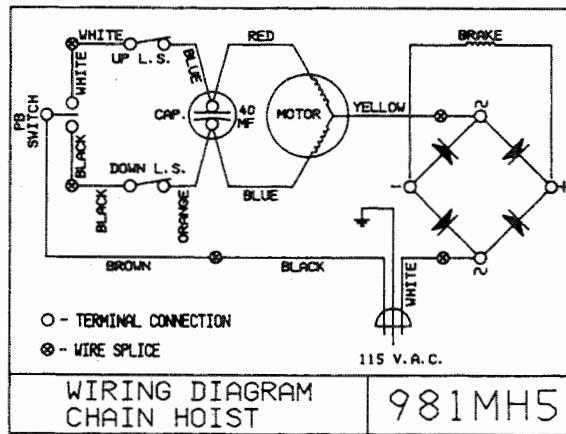 WHITE
UP L.S.
WHITE
BLUE
RED
BRAKE
PB
SWITCH
CAP.
40
MF
MOTOR
YELLOW
~
BLACK
DOWN L.S.
BLACK
ORANGE
BLUE
-
+
BROWN
BLACK
WHITE
~
O - TERMINAL CONNECTION
⊗ - WIRE SPLICE
115 V.A.C.
WIRING DIAGRAM
CHAIN HOIST
981MH5